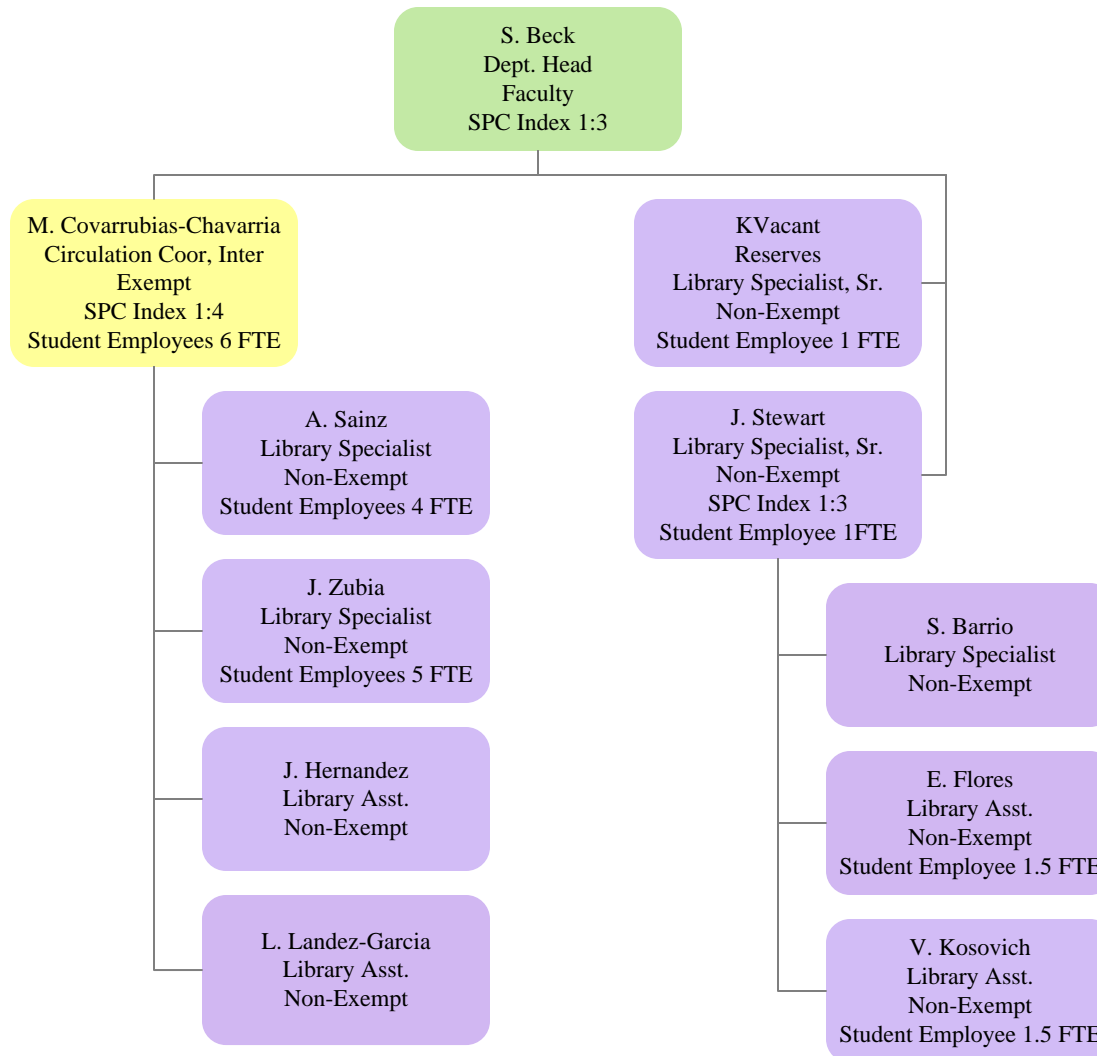 S. Beck
Dept. Head
Faculty
SPC Index 1:3
M. Covarrubias-Chavarria
Circulation Coor, Inter
Exempt
SPC Index 1:4
Student Employees 6 FTE
A. Sainz
Library Specialist
Non-Exempt
Student Employees 4 FTE
J. Zubia
Library Specialist
Non-Exempt
Student Employees 5 FTE
J. Hernandez
Library Asst.
Non-Exempt
L. Landez-Garcia
Library Asst.
Non-Exempt
KVacant
Reserves
Library Specialist, Sr.
Non-Exempt
Student Employee 1 FTE
J. Stewart
Library Specialist, Sr.
Non-Exempt
SPC Index 1:3
Student Employee 1FTE
S. Barrio
Library Specialist
Non-Exempt
E. Flores
Library Asst.
Non-Exempt
Student Employee 1.5 FTE
V. Kosovich
Library Asst.
Non-Exempt
Student Employee 1.5 FTE